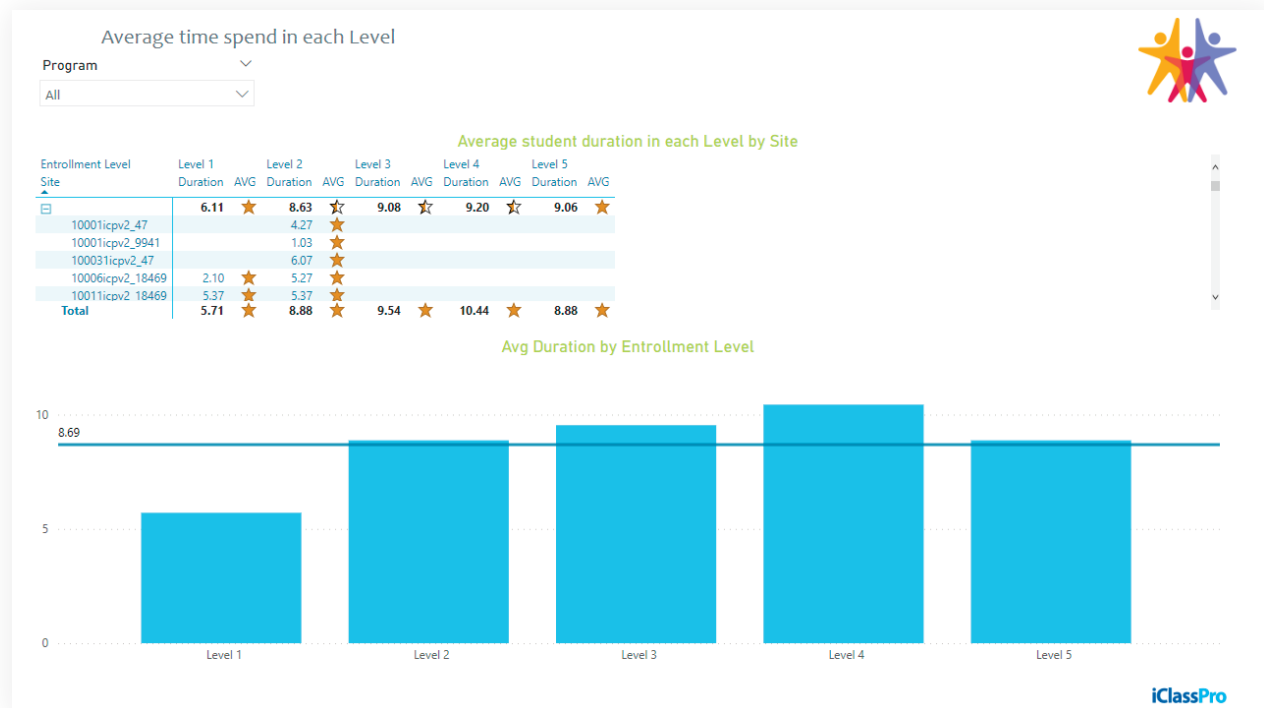 Average time spend in each Level
Program
All
Average student duration in each Level by Site
Entrollment Level Level 1 Level 2 Level 3 Level 4 Level 5
Site Duration AVG Duration AVG Duration AVG Duration AVG Duration AVG
6.11 8.63 9.08 9.20 9.06
10001icpv2_47 4.27
10001icpv2_9941 1.03
100031icpv2_47 6.07
10006icpv2_18469 2.10 5.27
10011icpv2_18469 5.37 5.37
Total 5.71 8.88 9.54 10.44 8.88
Avg Duration by Entrollment Level
10
8.69
5
0
Level 1 Level 2 Level 3 Level 4 Level 5
iClassPro